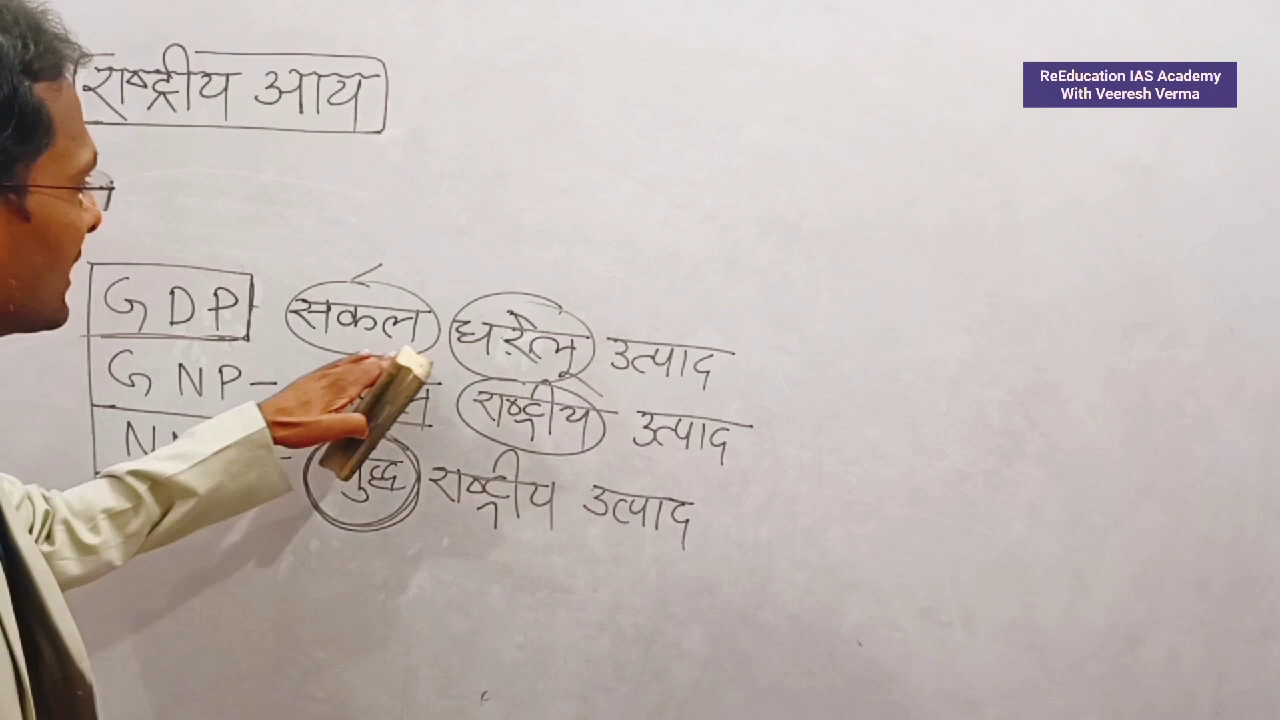 राष्ट्रीय आय
ReEducation IAS Academy
With Veeresh Verma
GDP- सकल घरेलू उत्पाद
GNP- राष्ट्रीय उत्पाद
राष्ट्रीय उत्पाद